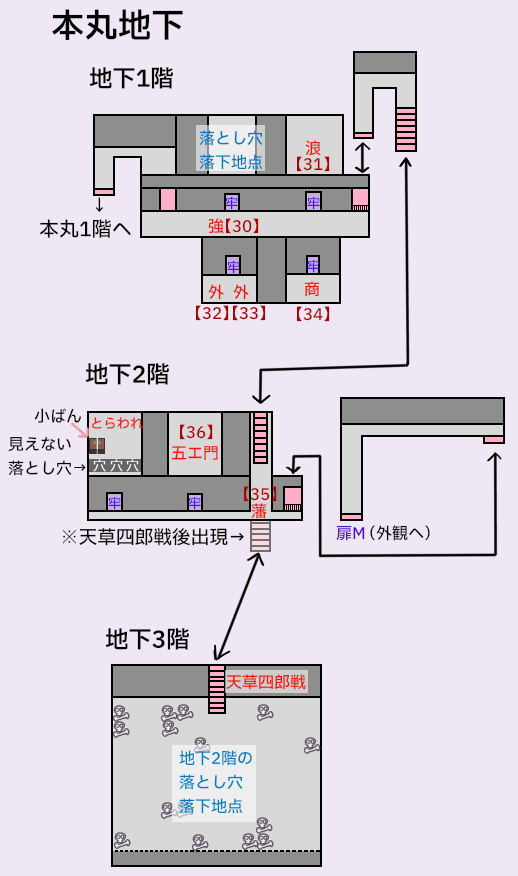 本丸地下
地下1階
落とし穴
落下地点
浪
【31】
牢
牢
↓
本丸1階へ
強【30】
牢
牢
外 外
商
【32】【33】
【34】
地下2階
小ばん
とらわれ
見えない
落とし穴→
穴 穴 穴
【36】
五エ門
牢
牢
【35】
藩
※天草四郎戦後出現→
扉M(外観へ)
地下3階
天草四郎戦
地下2階の
落とし穴
落下地点